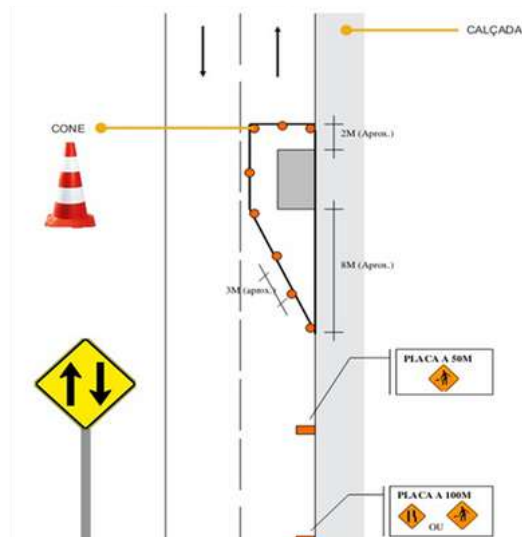 CALÇADA
CONE
2M (Aprox.)
3M (aprox.)
8M (Aprox.)
PLACA A 50M
PLACA A 100M
OU